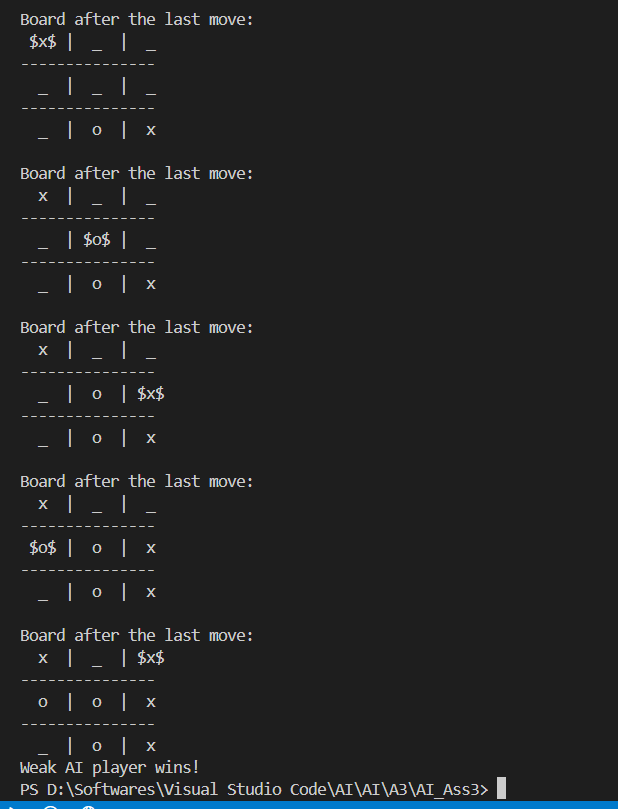 Board after the last move:
$x$ | _ | _
---------------
_ | _ | _
---------------
_ | o | x
Board after the last move:
x | _ | _
---------------
_ | $o$ | _
---------------
_ | o | x
Board after the last move:
x | _ | _
---------------
_ | o | $x$
---------------
_ | o | x
Board after the last move:
x | _ | _
---------------
$o$ | o | x
---------------
_ | o | x
Board after the last move:
x | _ | $x$
---------------
o | o | x
---------------
_ | o | x
Weak AI player wins!
PS D:\Softwares\Visual Studio Code\AI\AI\A3\AI_Ass3>